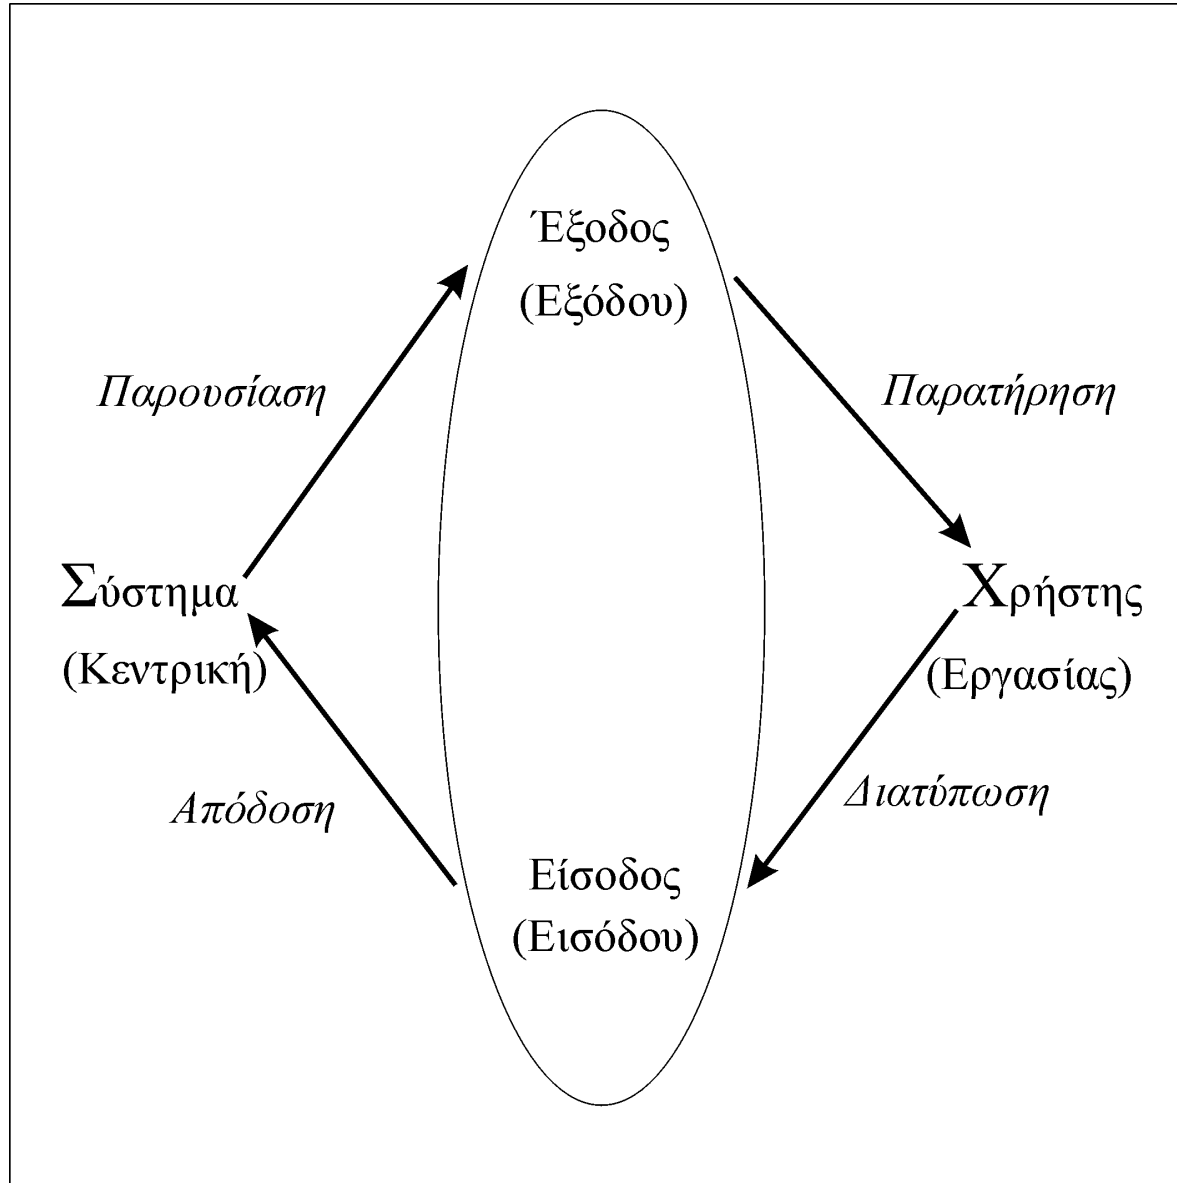 Έξοδος
(Εξόδου)
Παρουσίαση
Παρατήρηση
Σύστημα
(Κεντρική)
Χρήστης
(Εργασίας)
Απόδοση
Διατύπωση
Είσοδος
(Εισόδου)